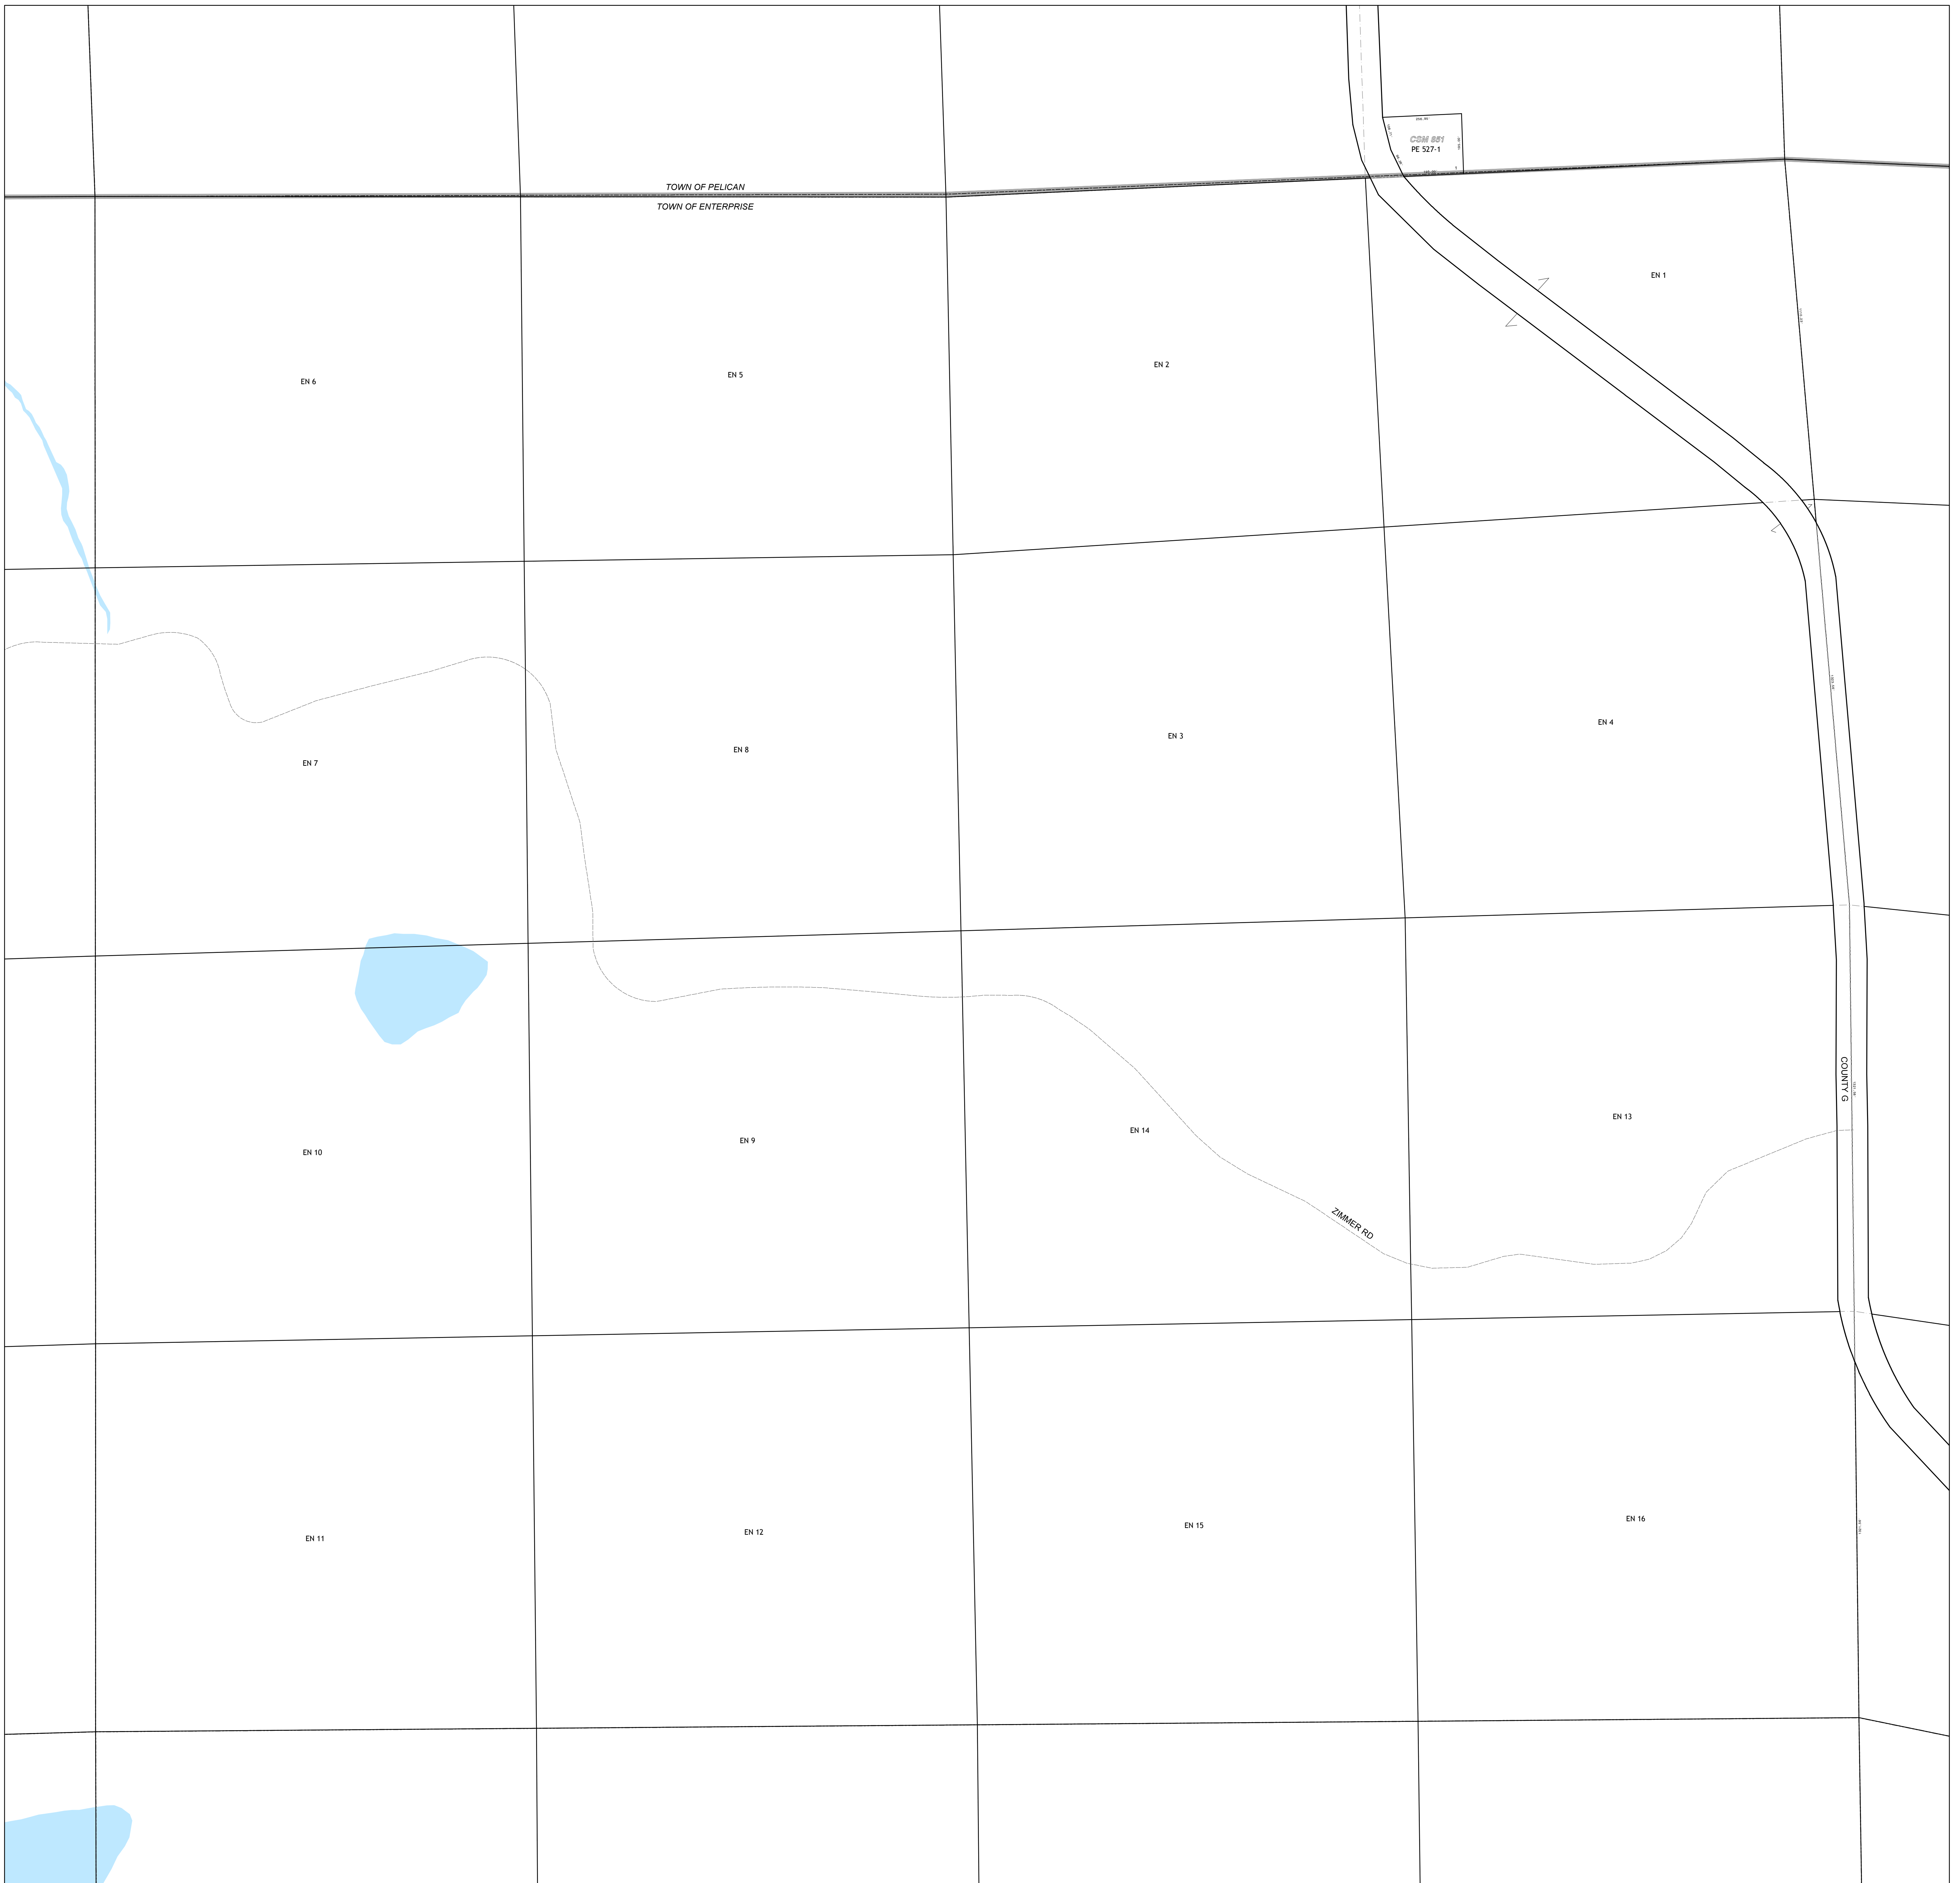 CSM 881
PE 527-1
TOWN OF PELICAN
TOWN OF ENTERPRISE
EN 1
EN 2
EN 5
EN 6
EN 4
EN 3
EN 8
EN 7
COUNTY G
EN 13
EN 14
EN 9
EN 10
ZIMMER RD
EN 16
EN 15
EN 12
EN 11